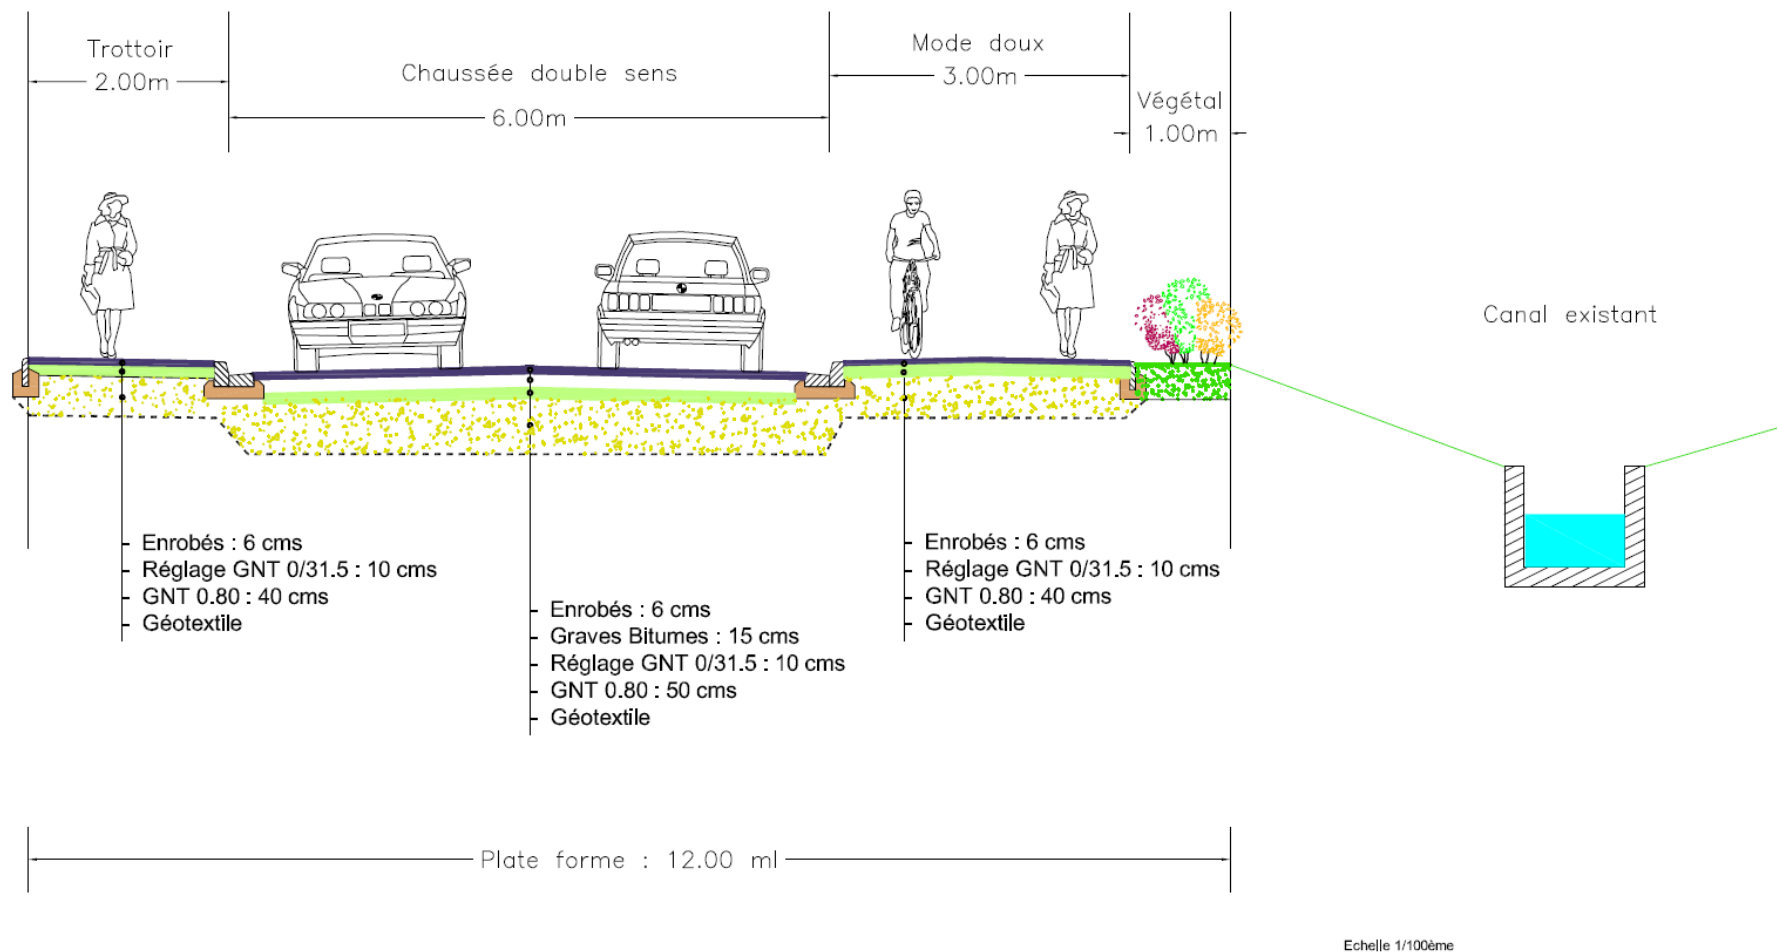 Trottoir
2.00m
Chaussée double sens
6.00m
Mode doux
3.00m
Végétal
1.00m
Canal existant
Enrobés : 6 cms
Réglage GNT 0/31.5 : 10 cms
GNT 0.80 : 40 cms
Géotextile
Enrobés : 6 cms
Graves Bitumes : 15 cms
Réglage GNT 0/31.5 : 10 cms
GNT 0.80 : 50 cms
Géotextile
Enrobés : 6 cms
Réglage GNT 0/31.5 : 10 cms
GNT 0.80 : 40 cms
Géotextile
Plate forme : 12.00 ml
Echelle 1/100ème